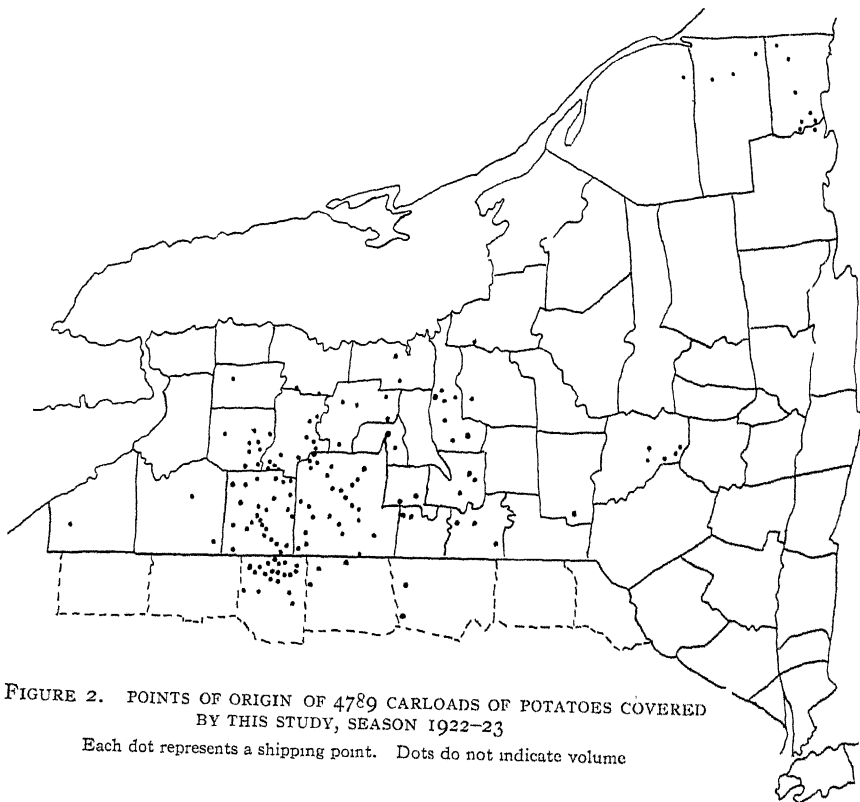 FIGURE 2. POINTS OF ORIGIN OF 4789 CARLOADS OF POTATOES COVERED
BY THIS STUDY, SEASON 1922–23
Each dot represents a shipping point. Dots do not indicate volume